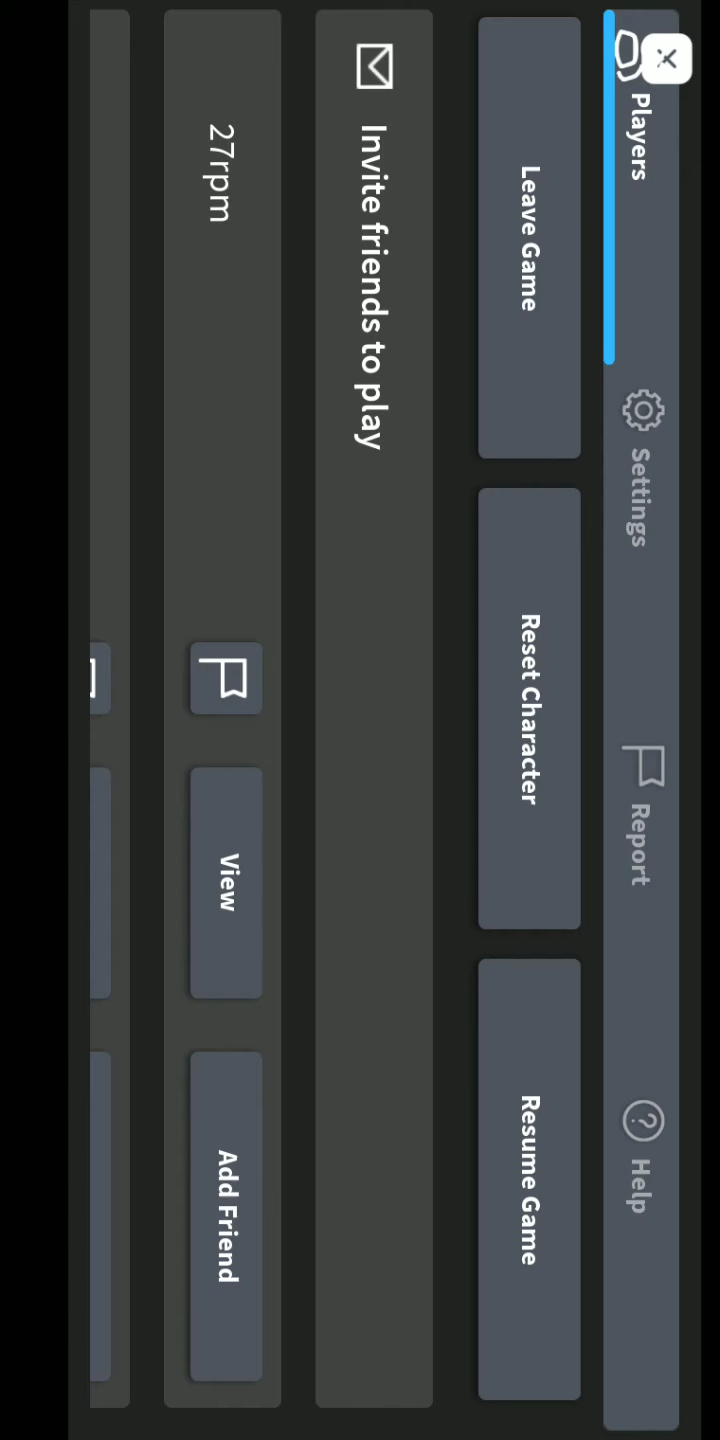 Players
Settings
Report
Help
Leave Game
Reset Character
Resume Game
Invite friends to play
27rpm
View
Add Friend